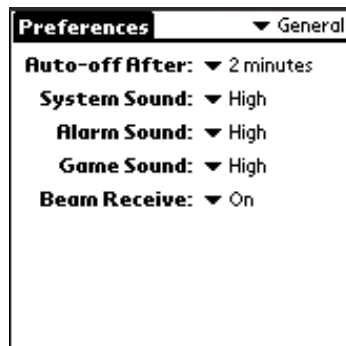 Preferences General
Auto-off After: 2 minutes
System Sound: High
Alarm Sound: High
Game Sound: High
Beam Receive: On